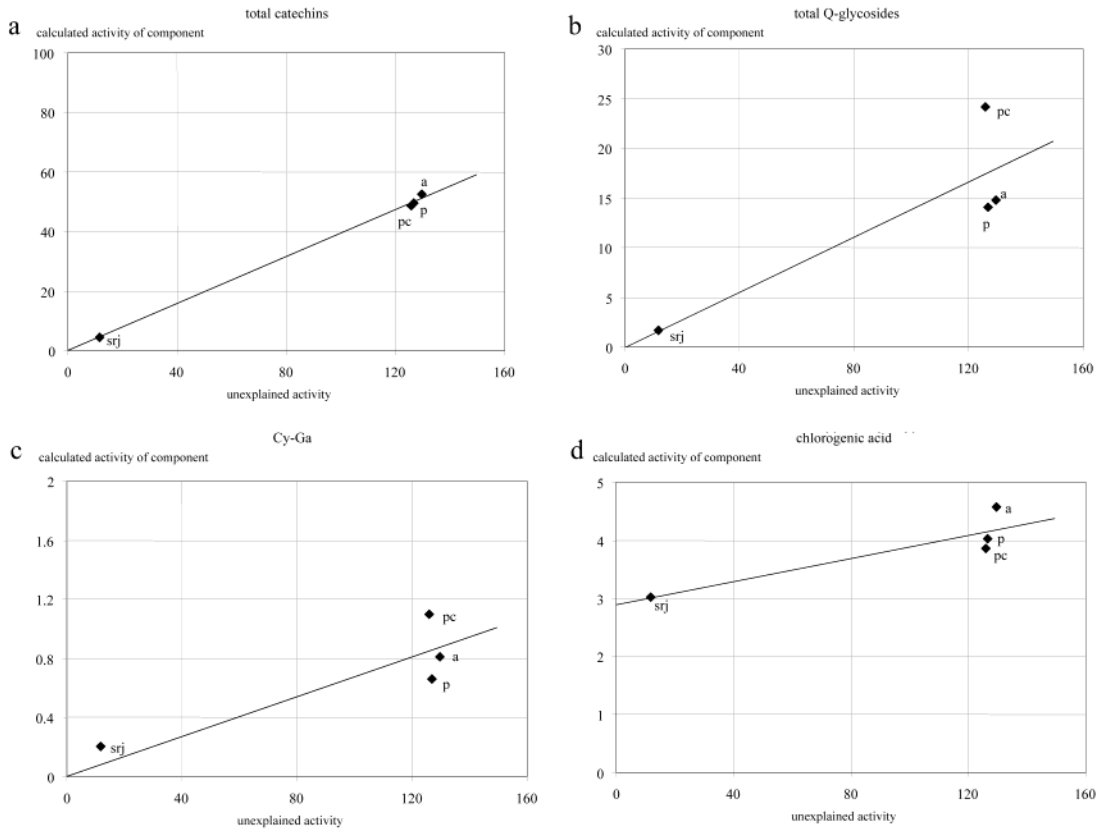 total catechins
a
calculated activity of component
100
80
60
40
20
0
a
pc
p
srj
0 40 80 120 160
unexplained activity
total Q-glycosides
b
calculated activity of component
30
25
20
15
10
5
0
pc
a
p
srj
0 40 80 120 160
unexplained activity
Cy-Ga
c
calculated activity of component
2
1.6
1.2
0.8
0.4
0
pc
a
p
srj
0 40 80 120 160
unexplained activity
chlorogenic acid
d
calculated activity of component
5
4
3
2
1
0
a
p
pc
srj
0 40 80 120 160
unexplained activity